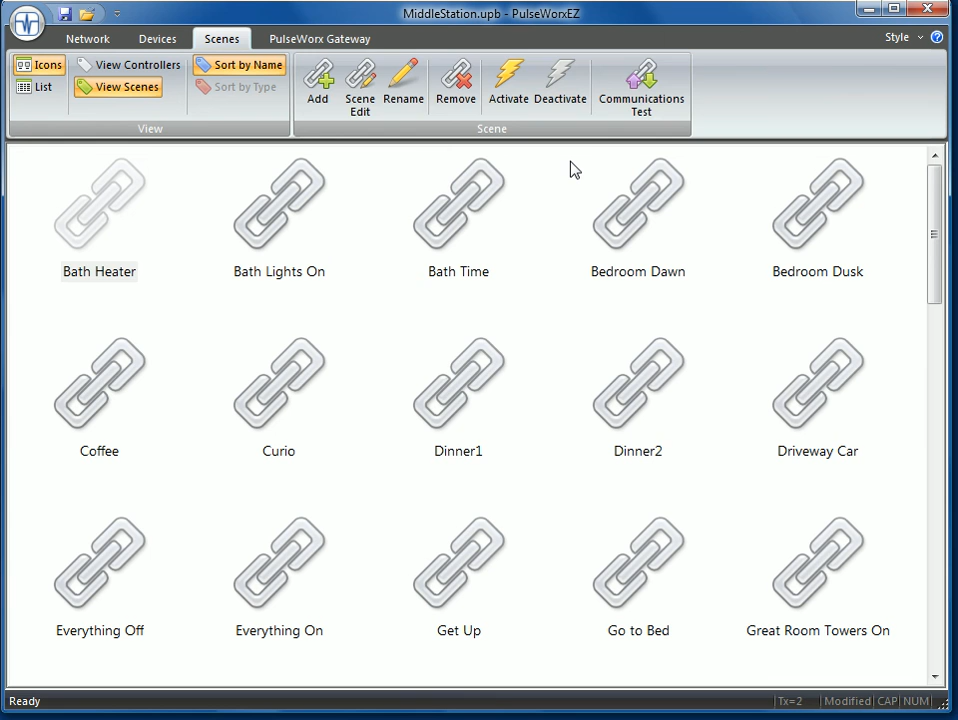 MiddleStation.upb - PulseWorxEZ
Network Devices Scenes PulseWorx Gateway Style
Icons View Controllers Sort by Name
List View Scenes Sort by Type
Add Scene Edit Rename Remove Activate Deactivate Communications Test
View Scene
Bath Heater Bath Lights On Bath Time Bedroom Dawn Bedroom Dusk
Coffee Curio Dinner1 Dinner2 Driveway Car
Everything Off Everything On Get Up Go to Bed Great Room Towers On
Ready Tx=2 Modified CAP NUM